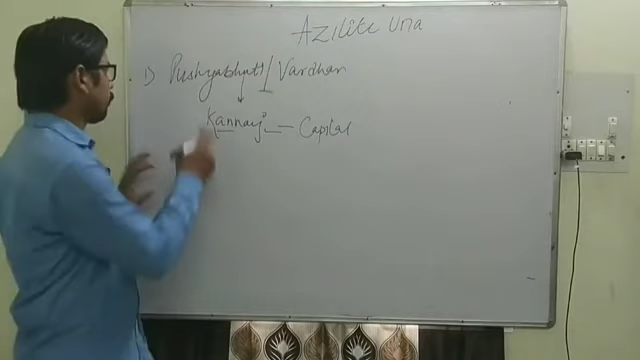 Azilite Una
1) Pushyabhuti/Vardhan
↓
Kannauj — Capital